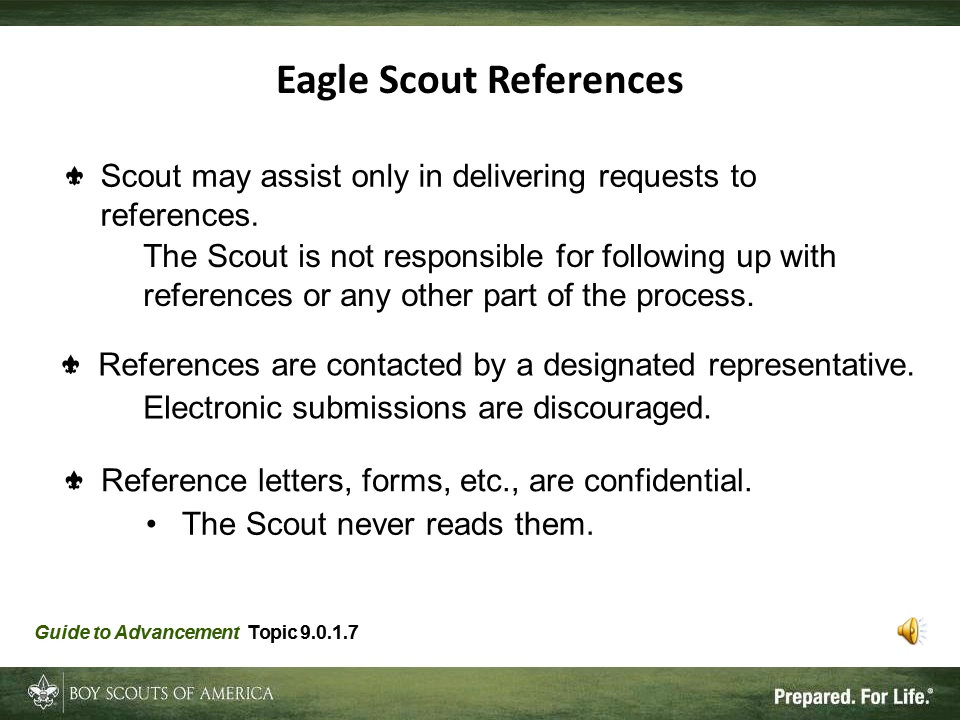 Eagle Scout References
Scout may assist only in delivering requests to
references.
The Scout is not responsible for following up with
references or any other part of the process.
References are contacted by a designated representative.
Electronic submissions are discouraged.
Reference letters, forms, etc., are confidential.
• The Scout never reads them.
Guide to Advancement Topic 9.0.1.7
BOY SCOUTS OF AMERICA
Prepared. For Life.®